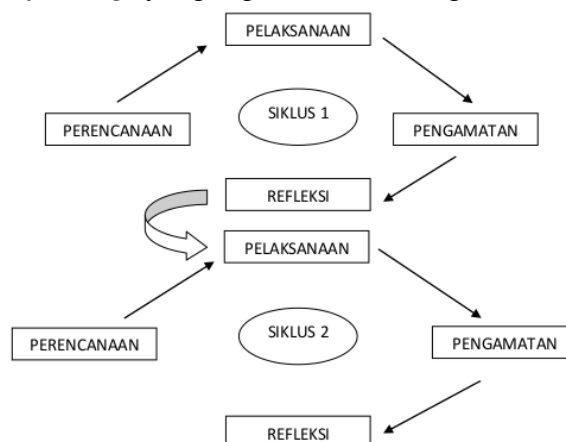 PELAKSANAAN
SIKLUS 1
PERENCANAAN
PENGAMATAN
REFLEKSI
PELAKSANAAN
SIKLUS 2
PERENCANAAN
PENGAMATAN
REFLEKSI